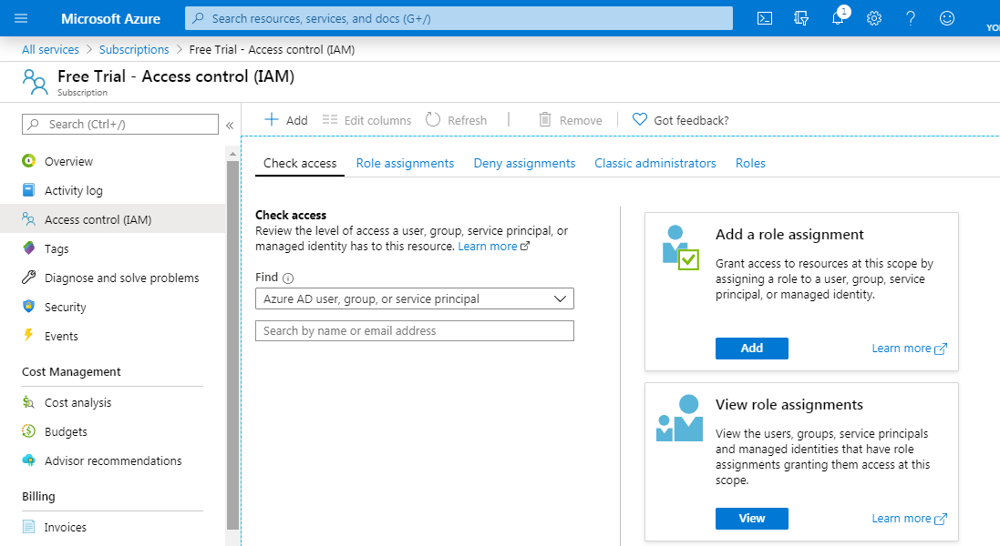 Microsoft Azure
Search resources, services, and docs (G+/)
1
YO
All services > Subscriptions > Free Trial - Access control (IAM)
Free Trial - Access control (IAM)
Subscription
Search (Ctrl+/)
«
Overview
Activity log
Access control (IAM)
Tags
Diagnose and solve problems
Security
Events
Cost Management
Cost analysis
Budgets
Advisor recommendations
Billing
Invoices
Add Edit columns Refresh Remove Got feedback?
Check access Role assignments Deny assignments Classic administrators Roles
Check access
Review the level of access a user, group, service principal, or
managed identity has to this resource. Learn more
Find
Azure AD user, group, or service principal
Search by name or email address
Add a role assignment
Grant access to resources at this scope by
assigning a role to a user, group, service
principal, or managed identity.
Add Learn more
View role assignments
View the users, groups, service principals
and managed identities that have role
assignments granting them access at this
scope.
View Learn more